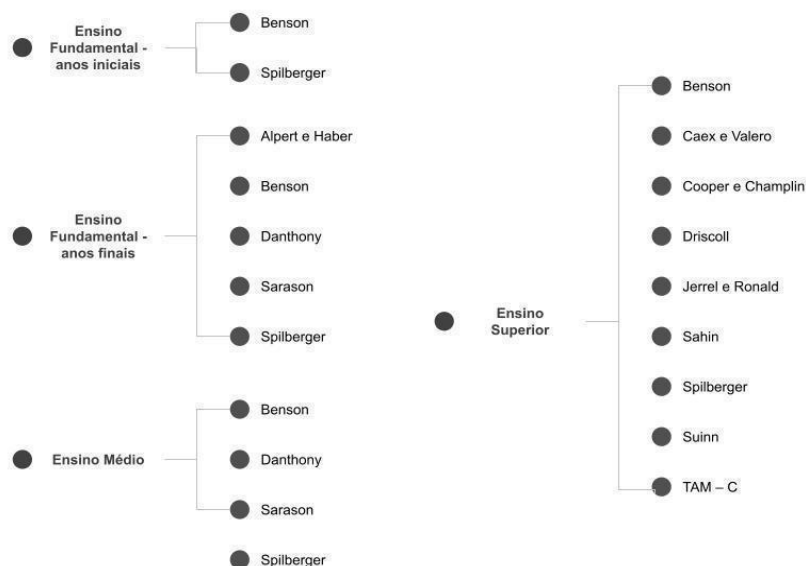 Ensino
Fundamental -
anos iniciais
Benson
Spilberger
Ensino
Fundamental -
anos finais
Alpert e Haber
Benson
Danthony
Sarason
Spilberger
Ensino Médio
Benson
Danthony
Sarason
Spilberger
Ensino
Superior
Benson
Caex e Valero
Cooper e Champlin
Driscoll
Jerrel e Ronald
Sahin
Spilberger
Suinn
TAM – C